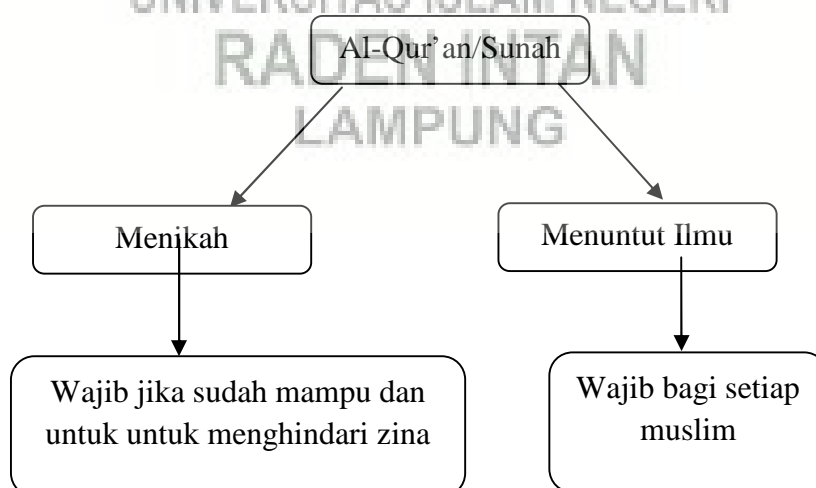 UNIVERSITAS ISLAM NEGERI
RADEN INTAN
LAMPUNG
Al-Qur'an/Sunah
Menikah
Menuntut Ilmu
Wajib jika sudah mampu dan
untuk untuk menghindari zina
Wajib bagi setiap
muslim